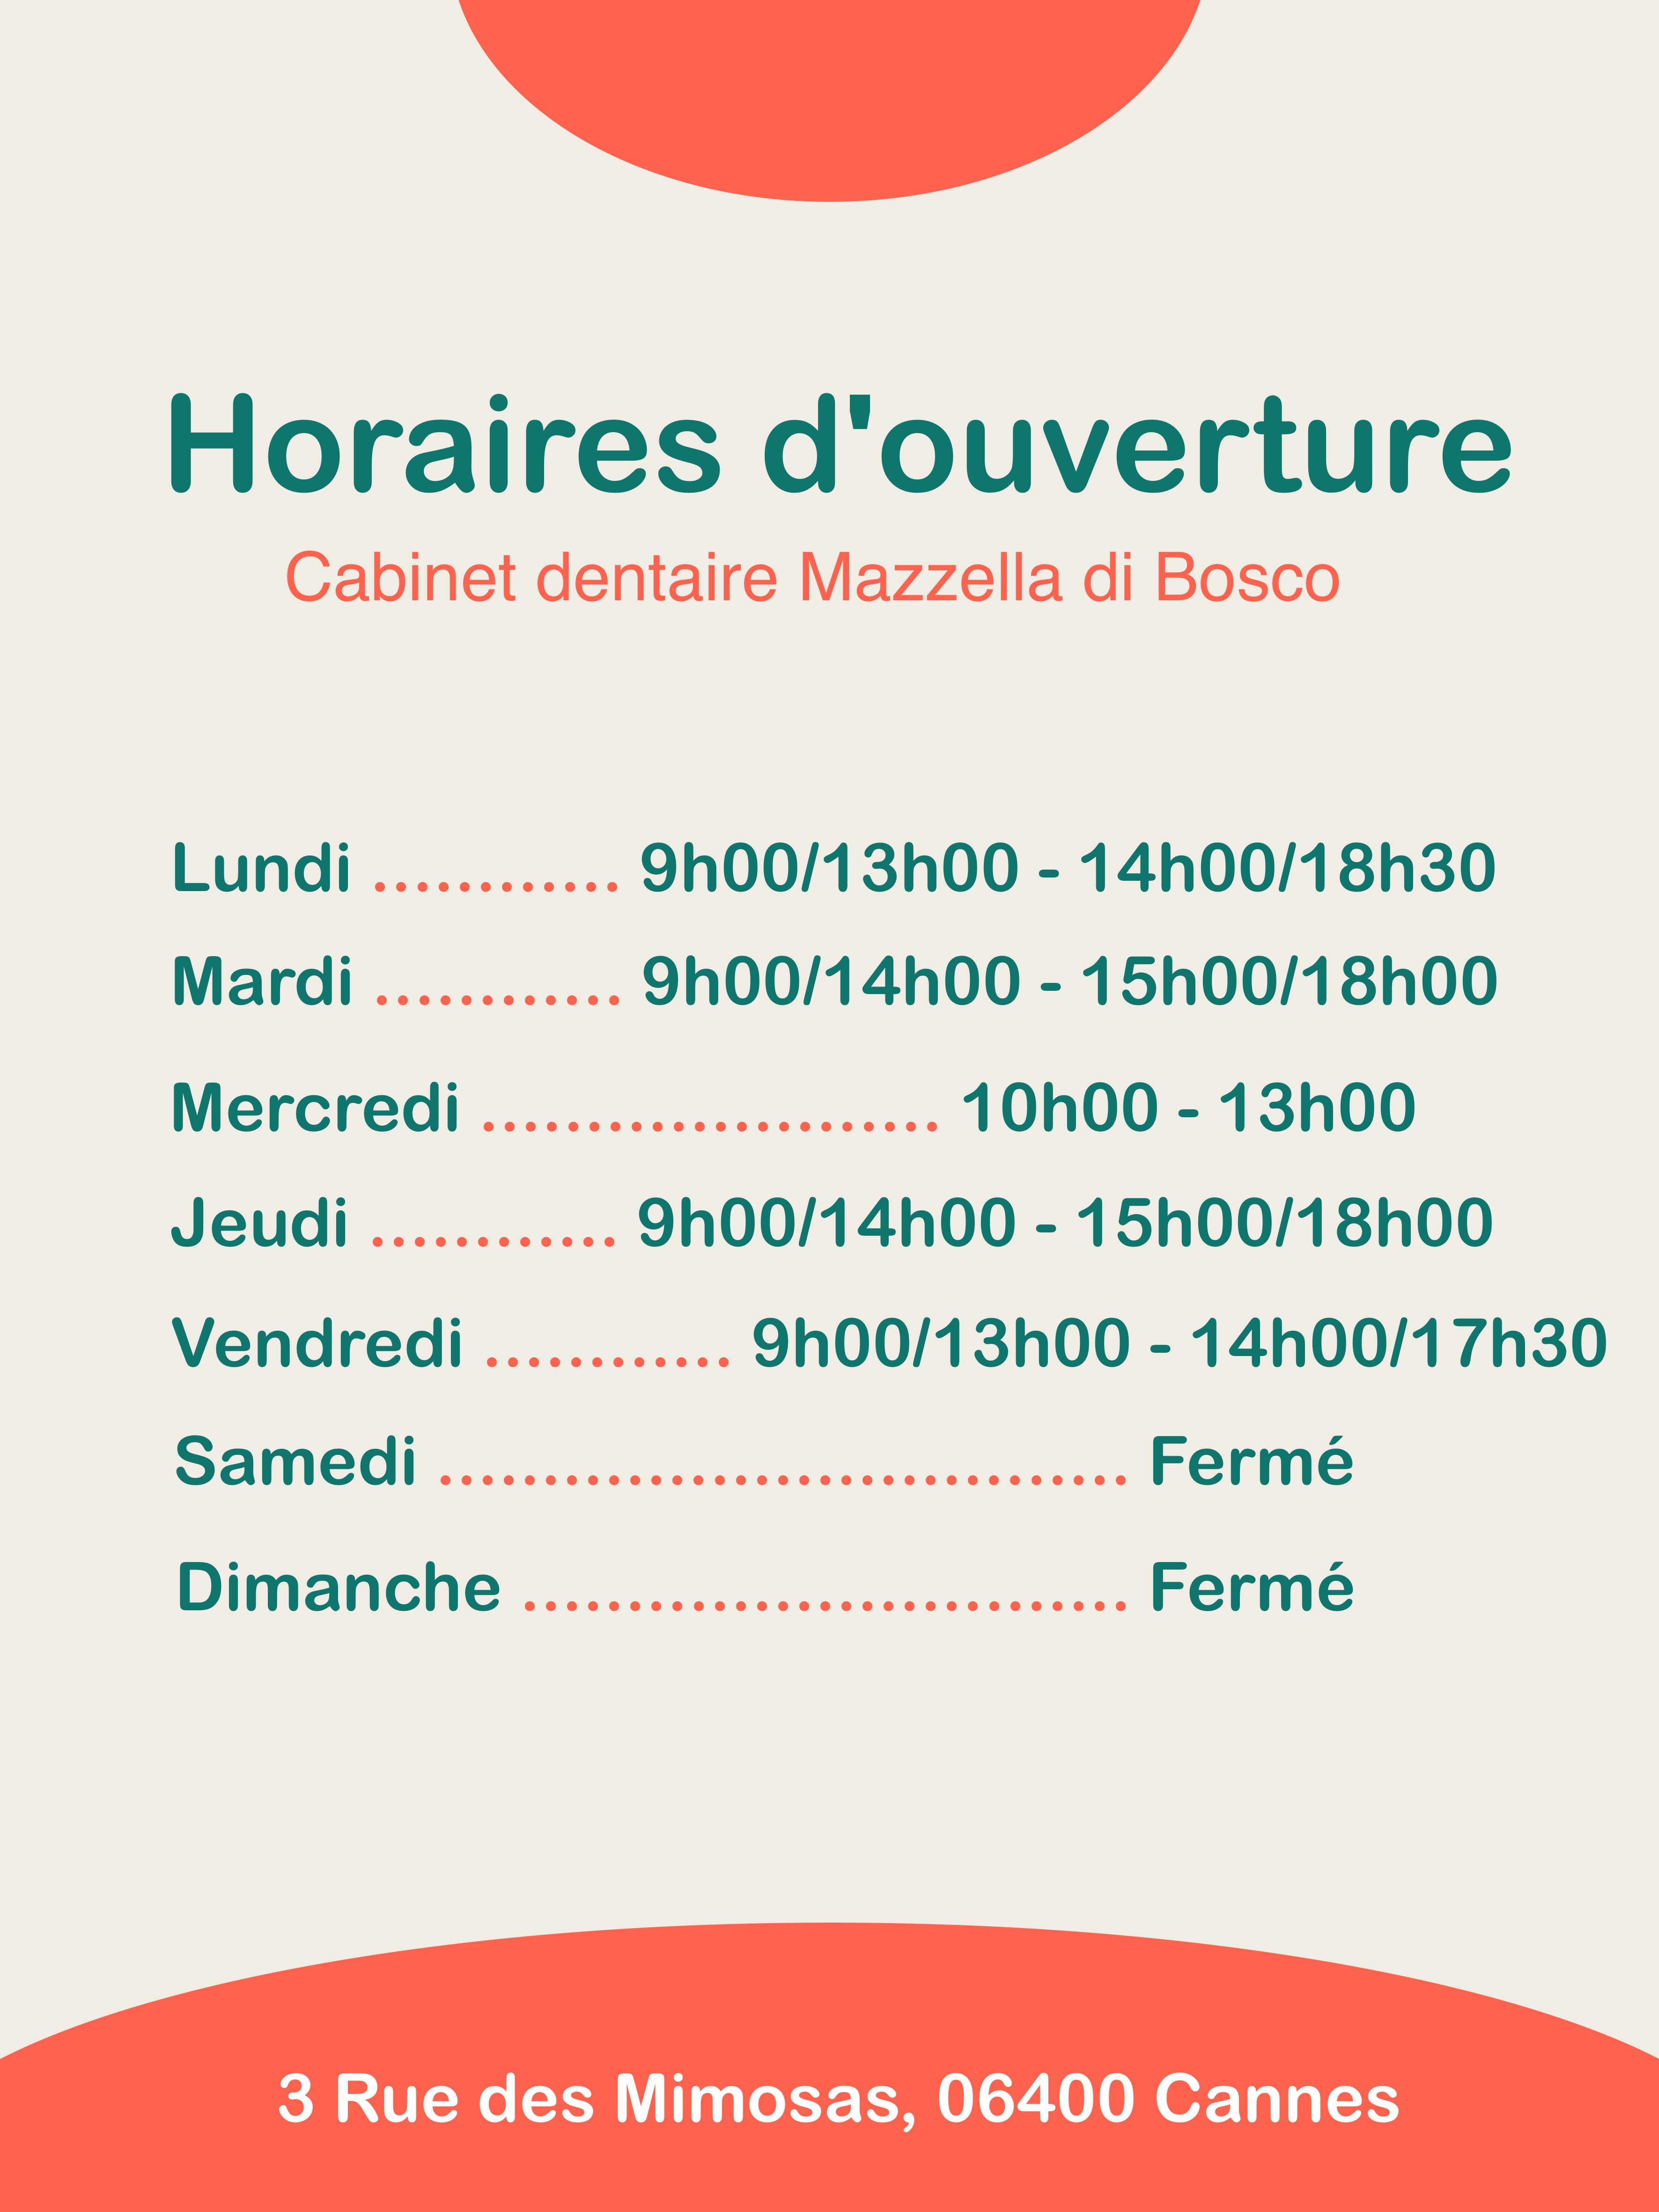 Horaires d'ouverture
Cabinet dentaire Mazzella di Bosco
Lundi ............ 9h00/13h00 - 14h00/18h30
Mardi ............ 9h00/14h00 - 15h00/18h00
Mercredi ...................... 10h00 - 13h00
Jeudi ............ 9h00/14h00 - 15h00/18h00
Vendredi ............ 9h00/13h00 - 14h00/17h30
Samedi ................................. Fermé
Dimanche ............................. Fermé
3 Rue des Mimosas, 06400 Cannes